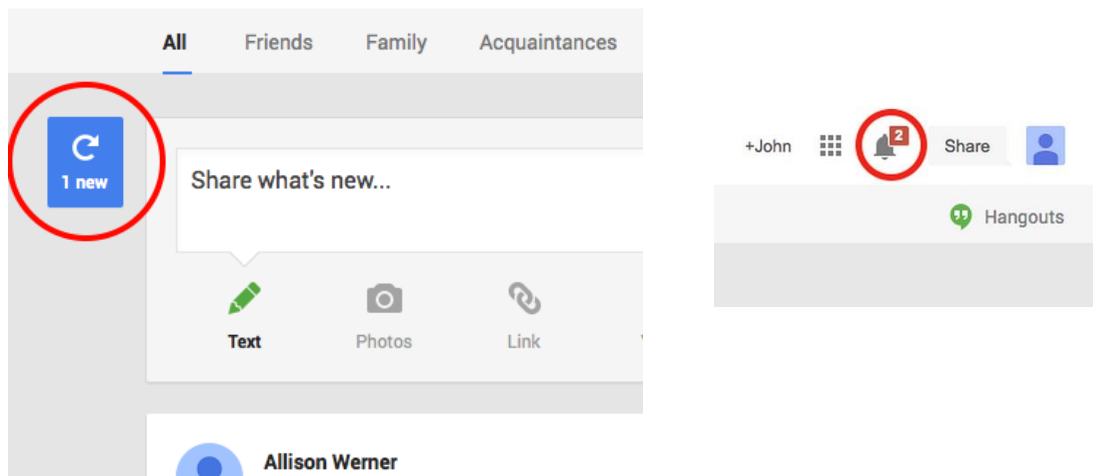 All Friends Family Acquaintances
1 new
Share what's new...
Text Photos Link
Allison Werner
+John 2 Share
Hangouts